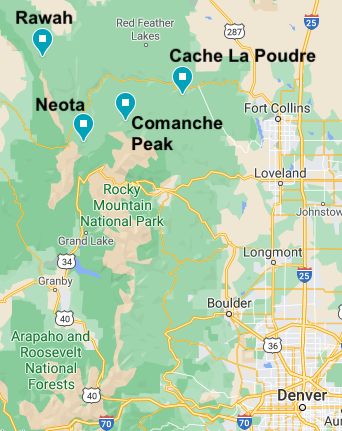 Rawah
Red Feather
Lakes
25
287
Cache La Poudre
Neota
Fort Collins
Comanche
Peak
Loveland
Rocky
Mountain
National Park
Johnstow
Grand Lake
34
Longmont
25
Granby
40
Boulder
Arapaho and
Roosevelt
National
Forests
36
40
Denver
70
70
Au